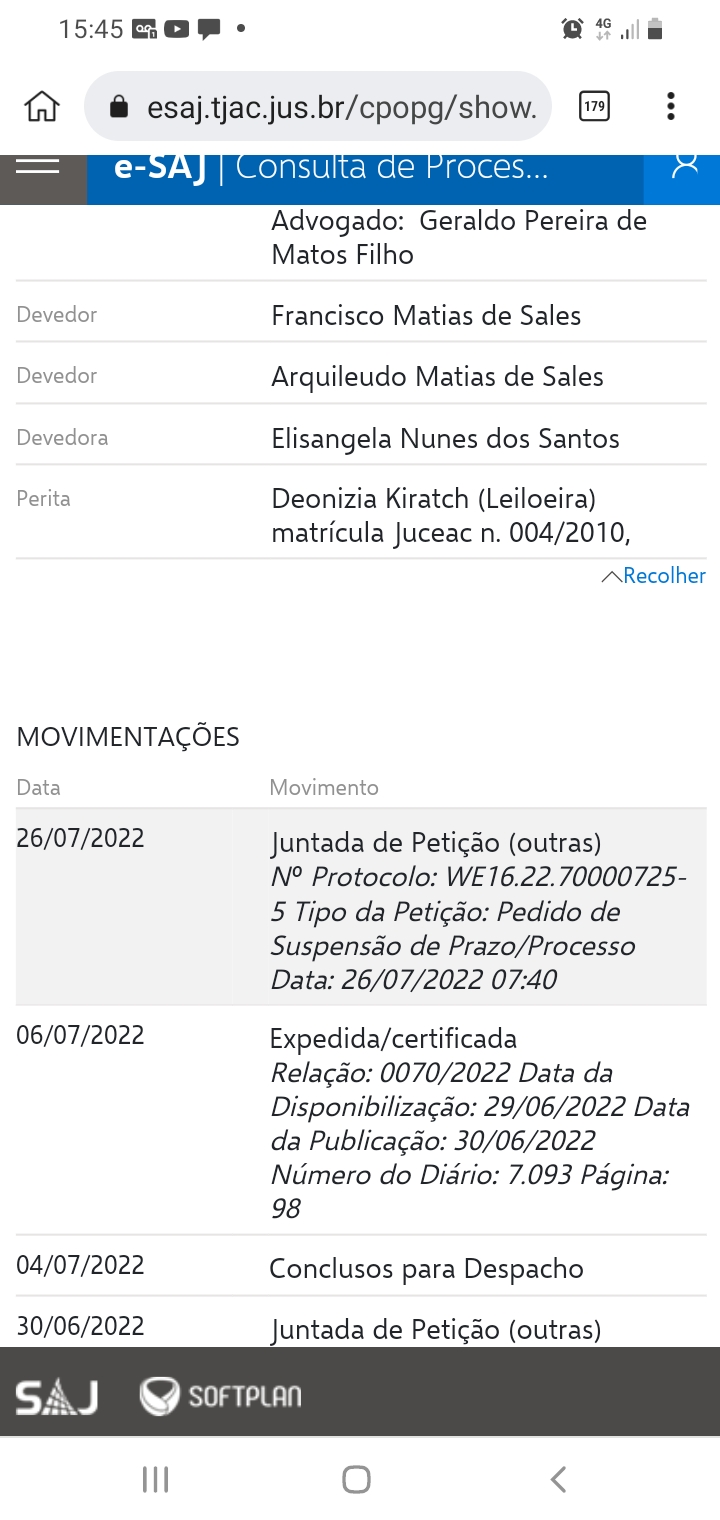 15:45
4G
esaj.tjac.jus.br/cpopg/show.
179
e-SAJ | Consulta de Proces...
Advogado: Geraldo Pereira de
Matos Filho
Devedor
Francisco Matias de Sales
Devedor
Arquileudo Matias de Sales
Devedora
Elisangela Nunes dos Santos
Perita
Deonizia Kiratch (Leiloeira)
matrícula Juceac n. 004/2010,
Recolher
MOVIMENTAÇÕES
Data
Movimento
26/07/2022
Juntada de Petição (outras)
Nº Protocolo: WE16.22.70000725-
5 Tipo da Petição: Pedido de
Suspensão de Prazo/Processo
Data: 26/07/2022 07:40
06/07/2022
Expedida/certificada
Relação: 0070/2022 Data da
Disponibilização: 29/06/2022 Data
da Publicação: 30/06/2022
Número do Diário: 7.093 Página:
98
04/07/2022
Conclusos para Despacho
30/06/2022
Juntada de Petição (outras)
SAJ
SOFTPLAN